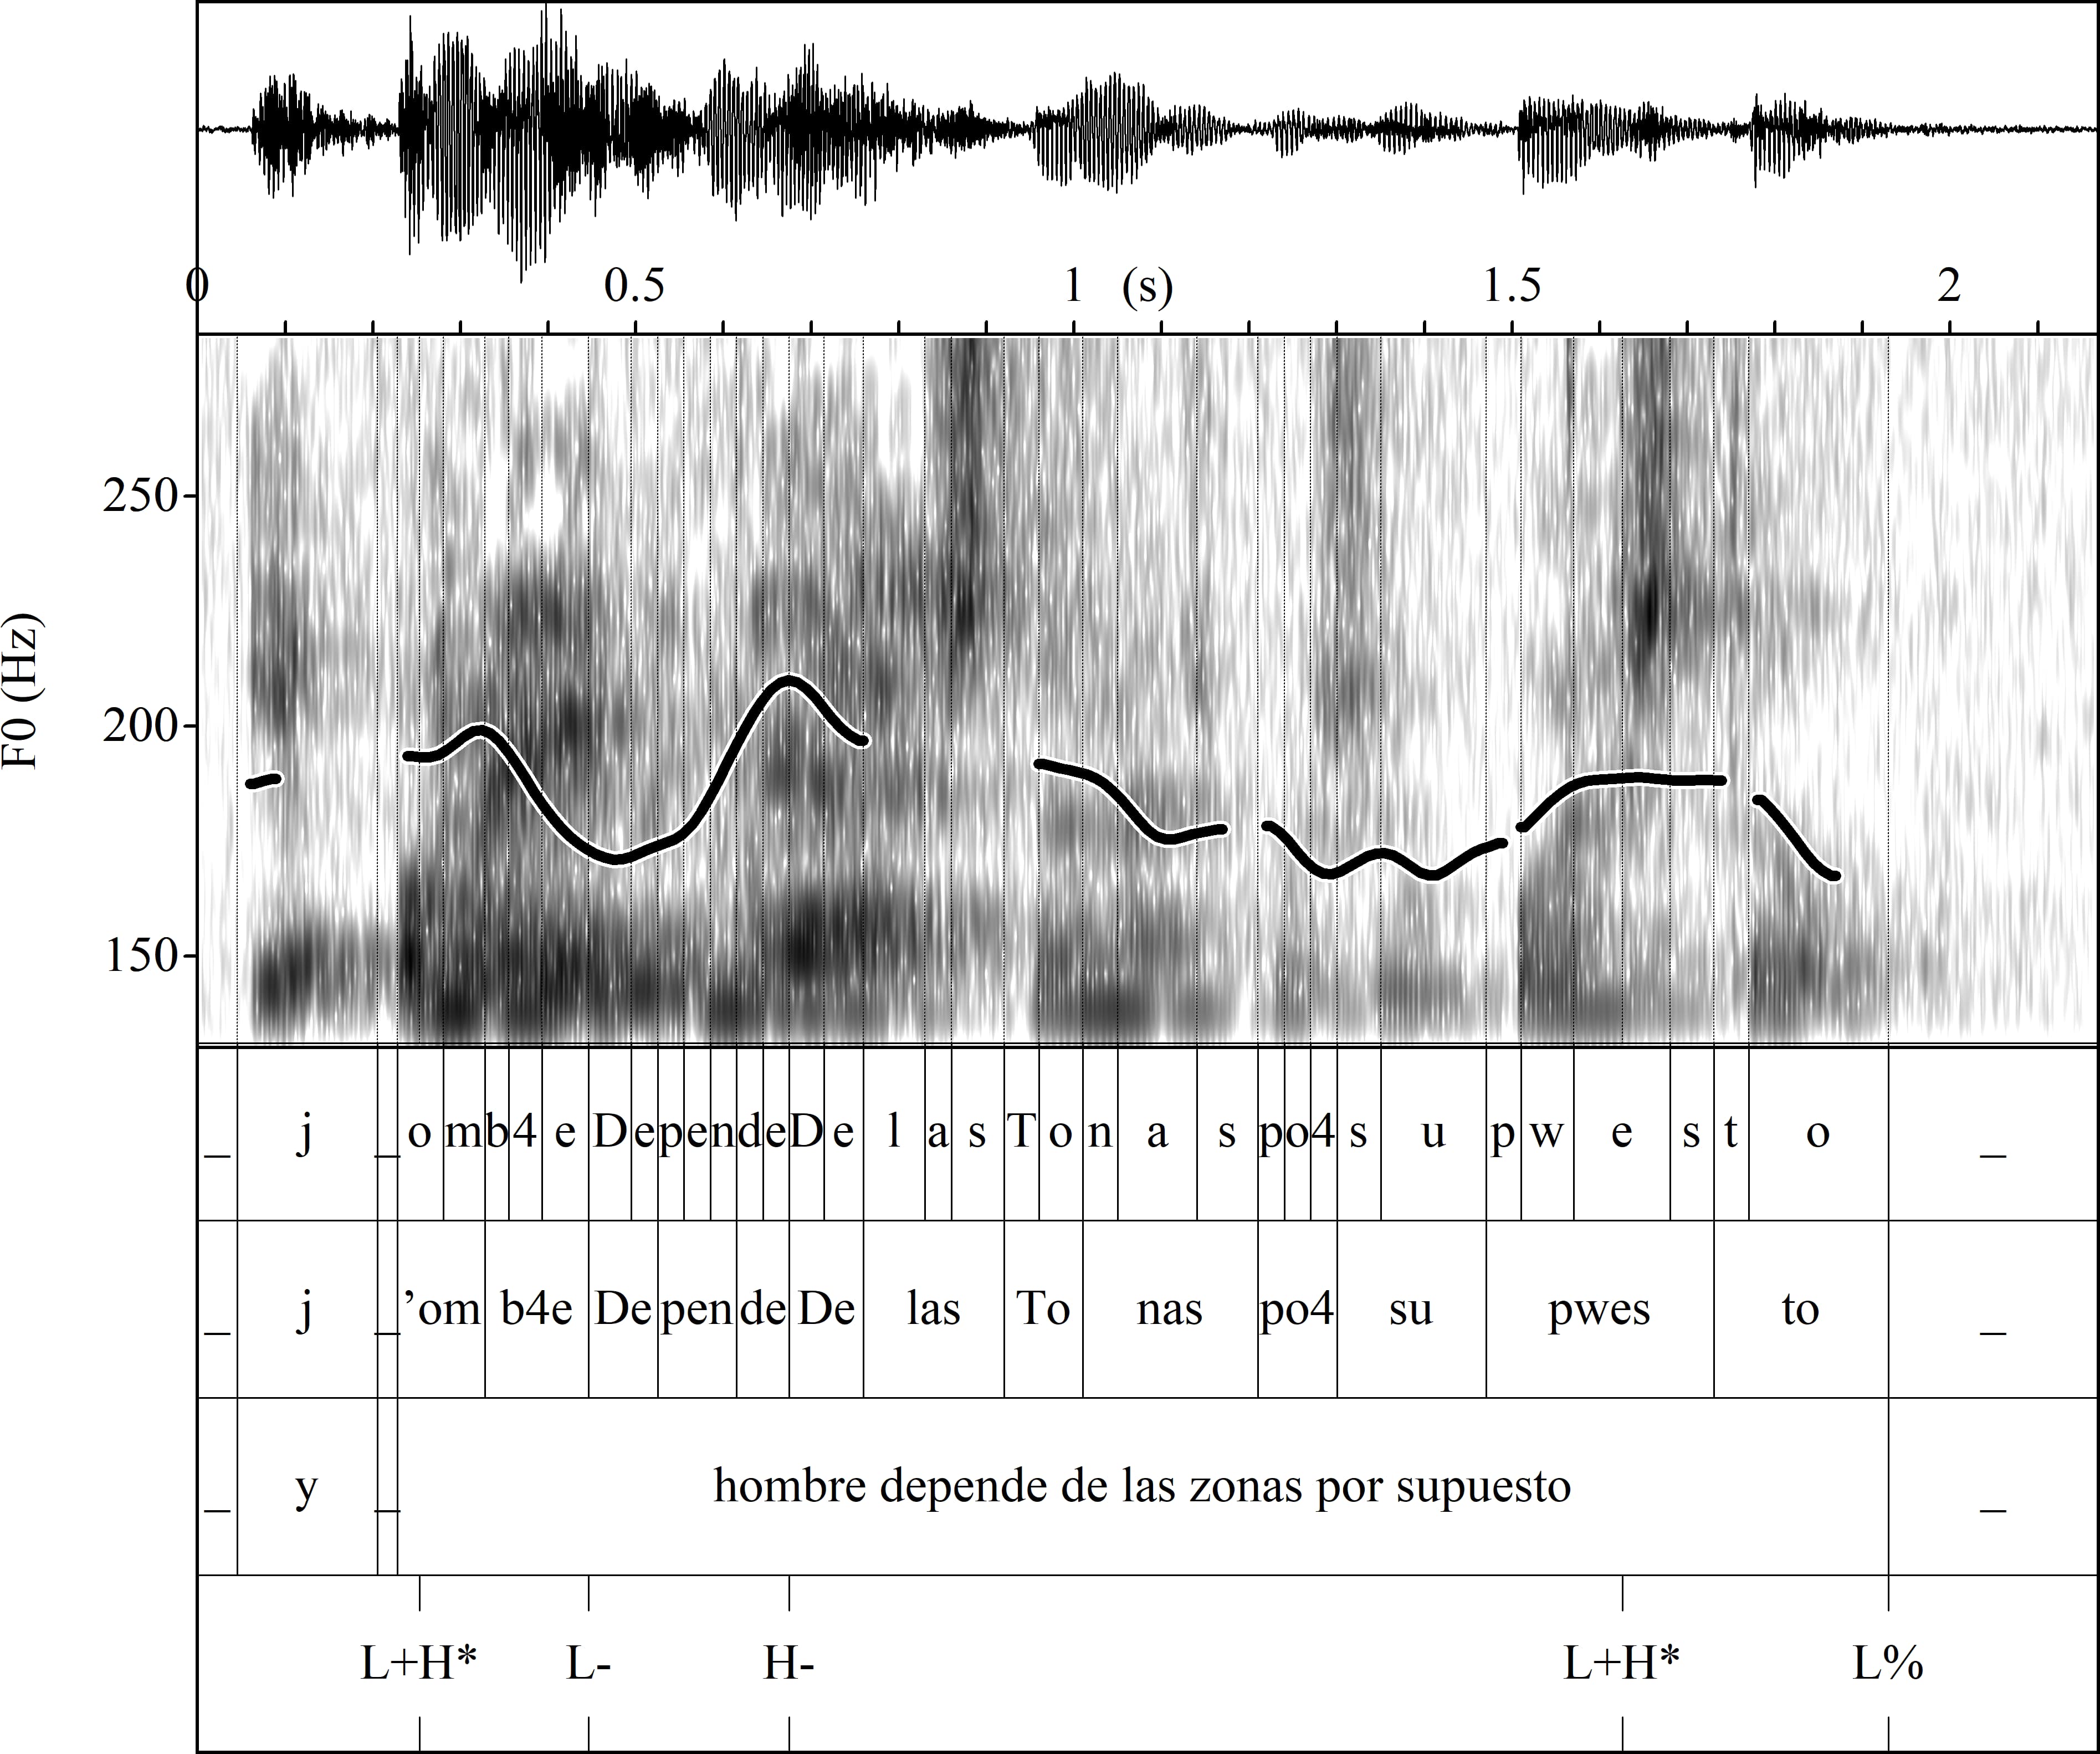 0 0.5 1 (s) 1.5 2
F0 (Hz)
250
200
150
_ j _ o m b4 e D e p e n d e D e l a s T o n a s p o 4 s u p w e s t o _
_ j _ ’om b4e De pen de De las To nas po4 su pwes to _
_ y _ hombre depende de las zonas por supuesto _
L+H* L- H- L+H* L%